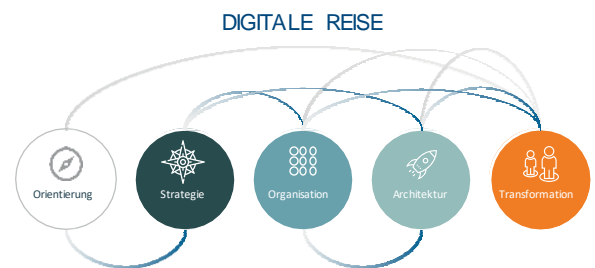 DIGITALE REISE
Orientierung
Strategie
Organisation
Architektur
Transformation